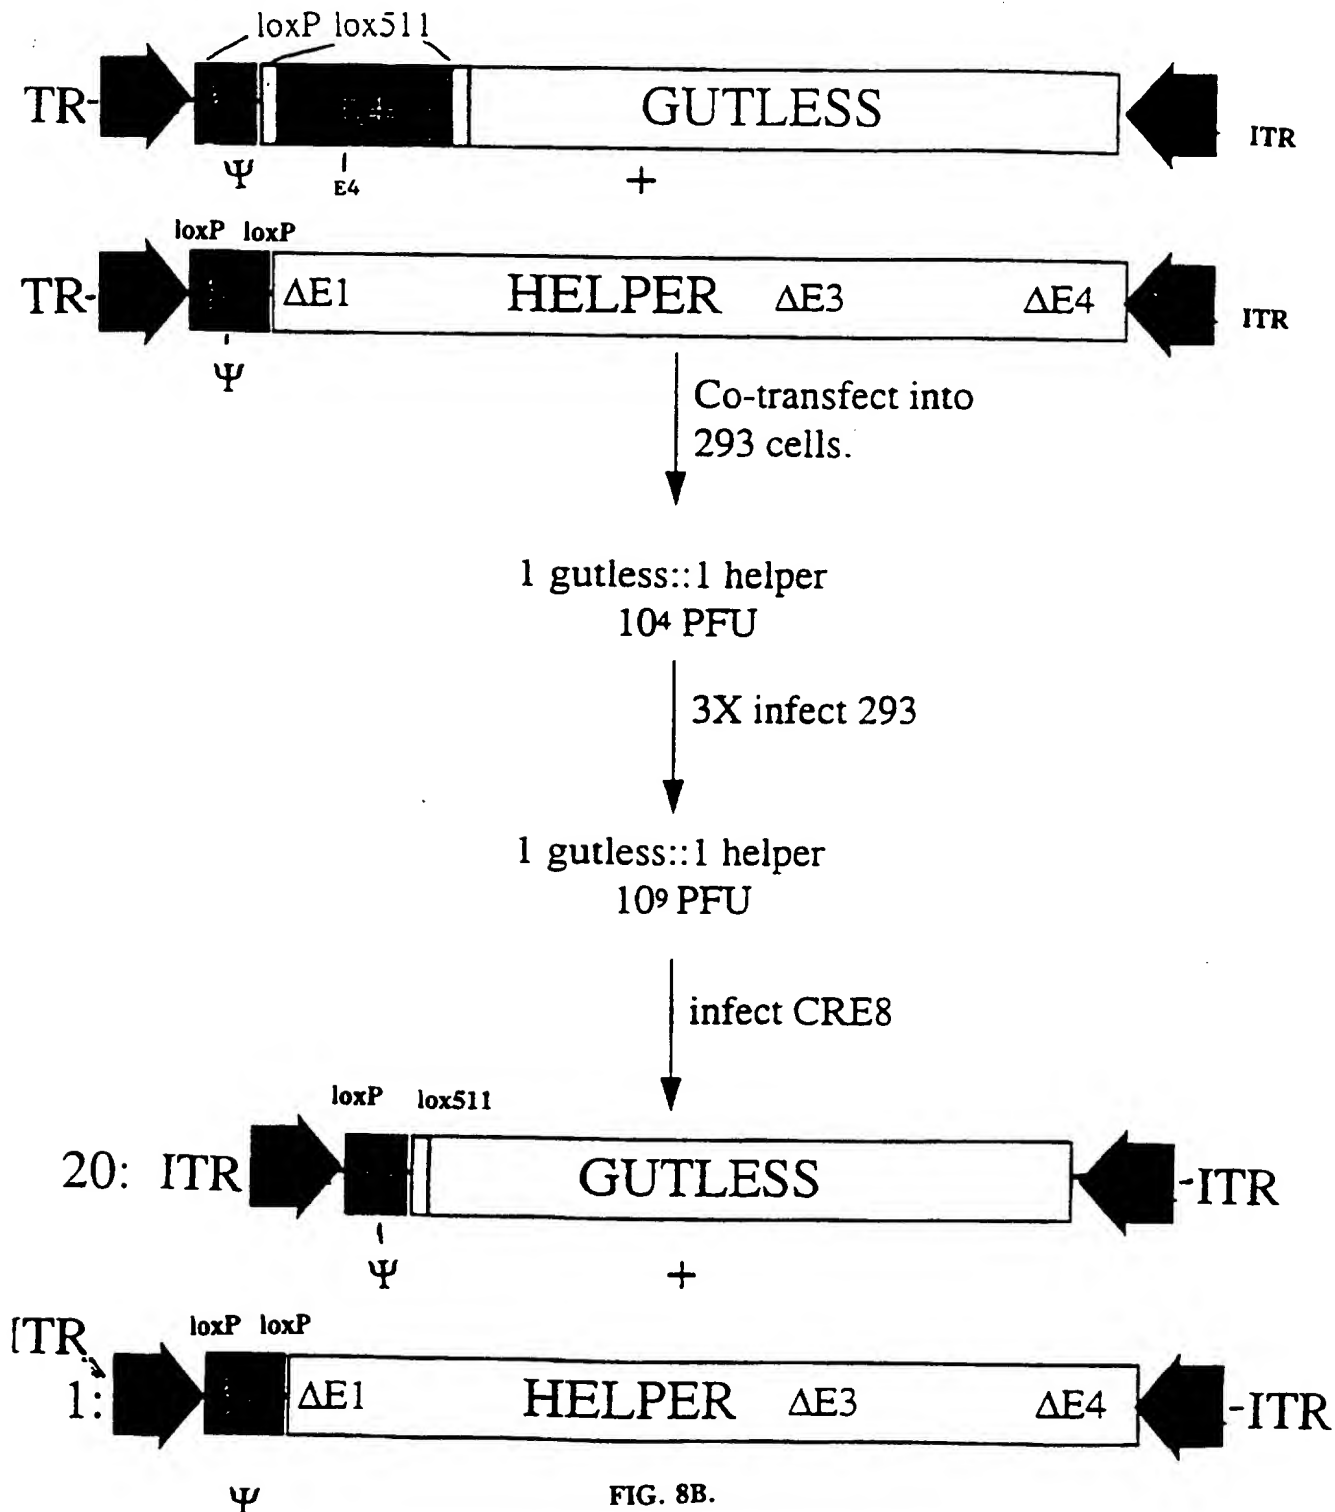 loxP lox511
TR- GUTLESS ITR
Ψ E4 +
loxP loxP
TR- ΔE1 HELPER ΔE3 ΔE4 ITR
Ψ
Co-transfect into
293 cells.
1 gutless::1 helper
10⁴ PFU
3X infect 293
1 gutless::1 helper
10⁹ PFU
infect CRE8
loxP lox511
20: ITR GUTLESS -ITR
Ψ +
loxP loxP
ITR
1: ΔE1 HELPER ΔE3 ΔE4 -ITR
Ψ
FIG. 8B.